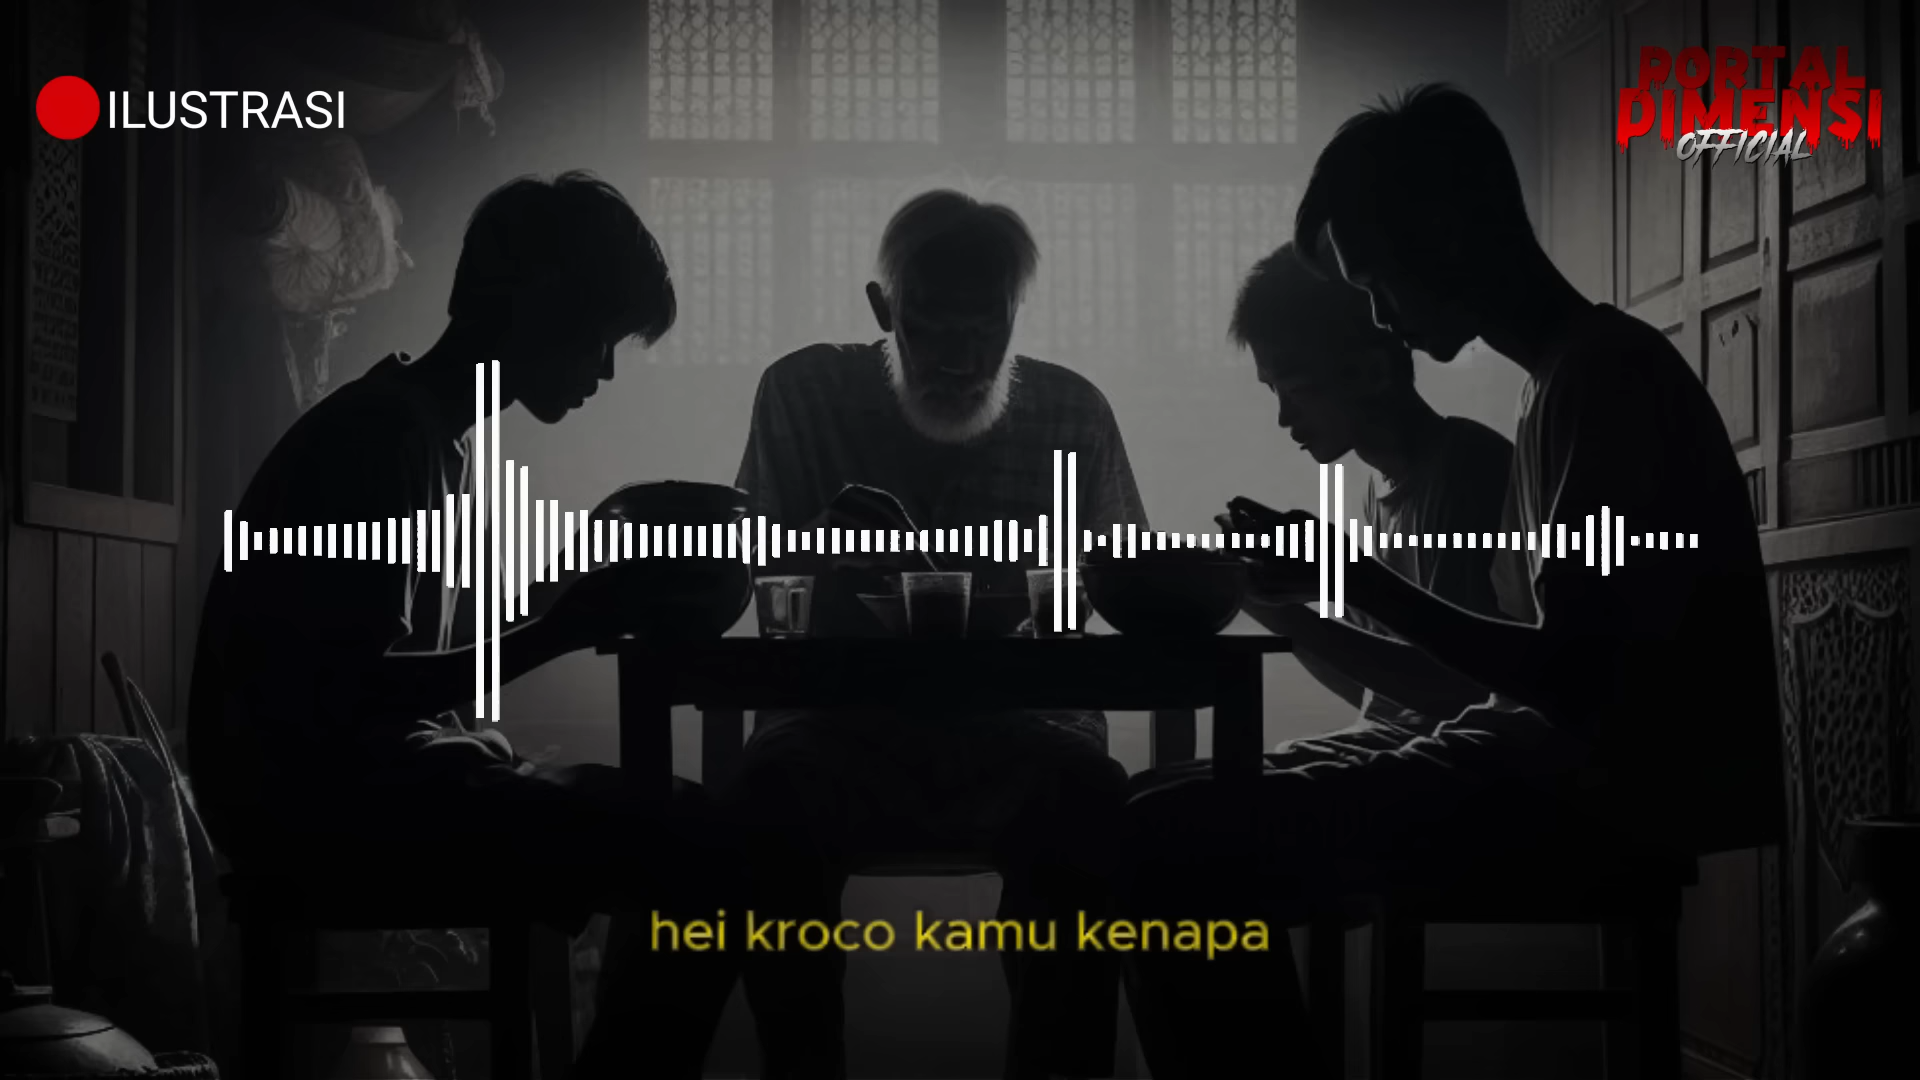 ILUSTRASI
PORTAL
DIMENSI
OFFICIAL
hei kroco kamu kenapa